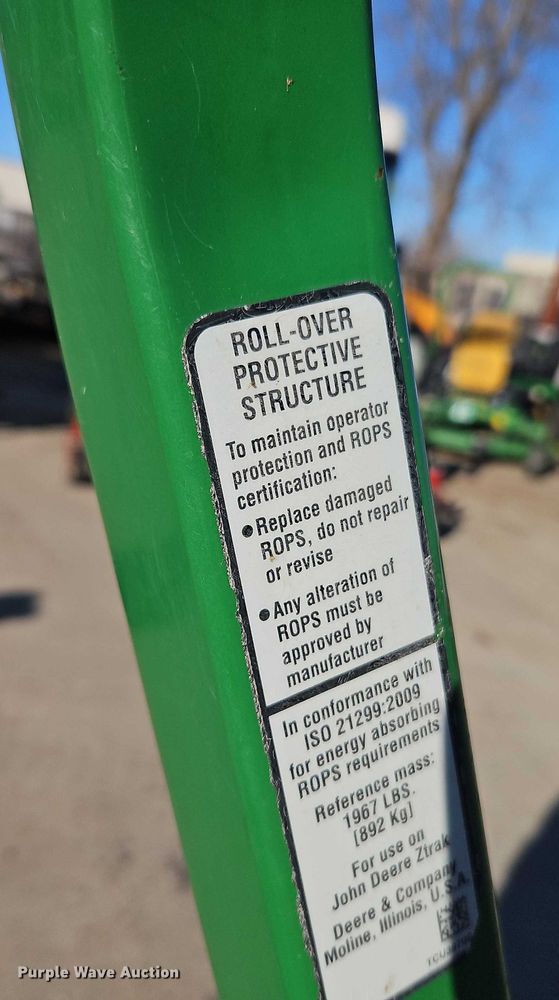 ROLL-OVER
PROTECTIVE
STRUCTURE
To maintain operator
protection and ROPS
certification:
●Replace damaged
ROPS, do not repair
or revise
●Any alteration of
ROPS must be
approved by
manufacturer
In conformance with
ISO 21299:2009
for energy absorbing
ROPS requirements
Reference mass:
1967 LBS.
[892 Kg]
For use on
John Deere Ztrak
Deere & Company
Moline, Illinois, U.S.A.
Purple Wave Auction